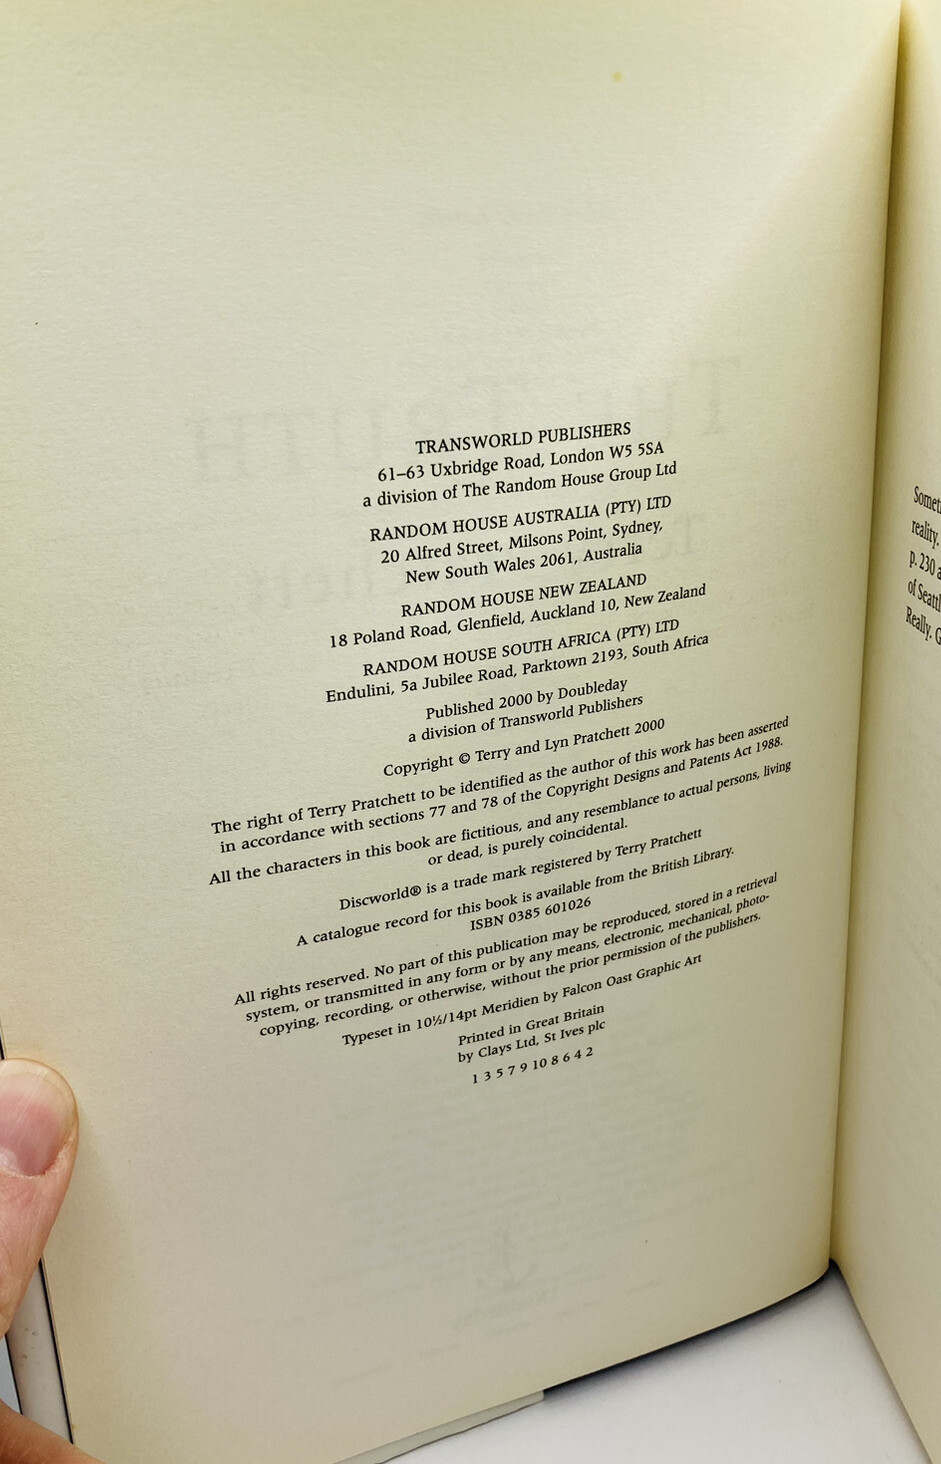 TRANSWORLD PUBLISHERS
61–63 Uxbridge Road, London W5 5SA
a division of The Random House Group Ltd
RANDOM HOUSE AUSTRALIA (PTY) LTD
20 Alfred Street, Milsons Point, Sydney,
New South Wales 2061, Australia
RANDOM HOUSE NEW ZEALAND
18 Poland Road, Glenfield, Auckland 10, New Zealand
RANDOM HOUSE SOUTH AFRICA (PTY) LTD
Endulini, 5a Jubilee Road, Parktown 2193, South Africa
Published 2000 by Doubleday
a division of Transworld Publishers
Copyright © Terry and Lyn Pratchett 2000
The right of Terry Pratchett to be identified as the author of this work has been asserted
in accordance with sections 77 and 78 of the Copyright Designs and Patents Act 1988.
All the characters in this book are fictitious, and any resemblance to actual persons, living
or dead, is purely coincidental.
Discworld® is a trade mark registered by Terry Pratchett
A catalogue record for this book is available from the British Library.
ISBN 0385 601026
All rights reserved. No part of this publication may be reproduced, stored in a retrieval
system, or transmitted in any form or by any means, electronic, mechanical, photo-
copying, recording, or otherwise, without the prior permission of the publishers.
Typeset in 10½/14pt Meridien by Falcon Oast Graphic Art
Printed in Great Britain
by Clays Ltd, St Ives plc
1 3 5 7 9 10 8 6 4 2
reality.
p. 230
of
Really.